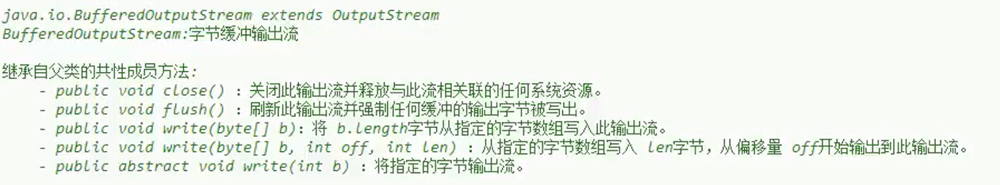 java.io.BufferedOutputStream extends OutputStream
BufferedOutputStream:字节缓冲输出流
继承自父类的共性成员方法:
- public void close() ：关闭此输出流并释放与此流相关联的任何系统资源。
- public void flush() ：刷新此输出流并强制任何缓冲的输出字节被写出。
- public void write(byte[] b)：将 b.length字节从指定的字节数组写入此输出流。
- public void write(byte[] b, int off, int len) ：从指定的字节数组写入 len字节，从偏移量 off开始输出到此输出流。
- public abstract void write(int b) ：将指定的字节输出流。